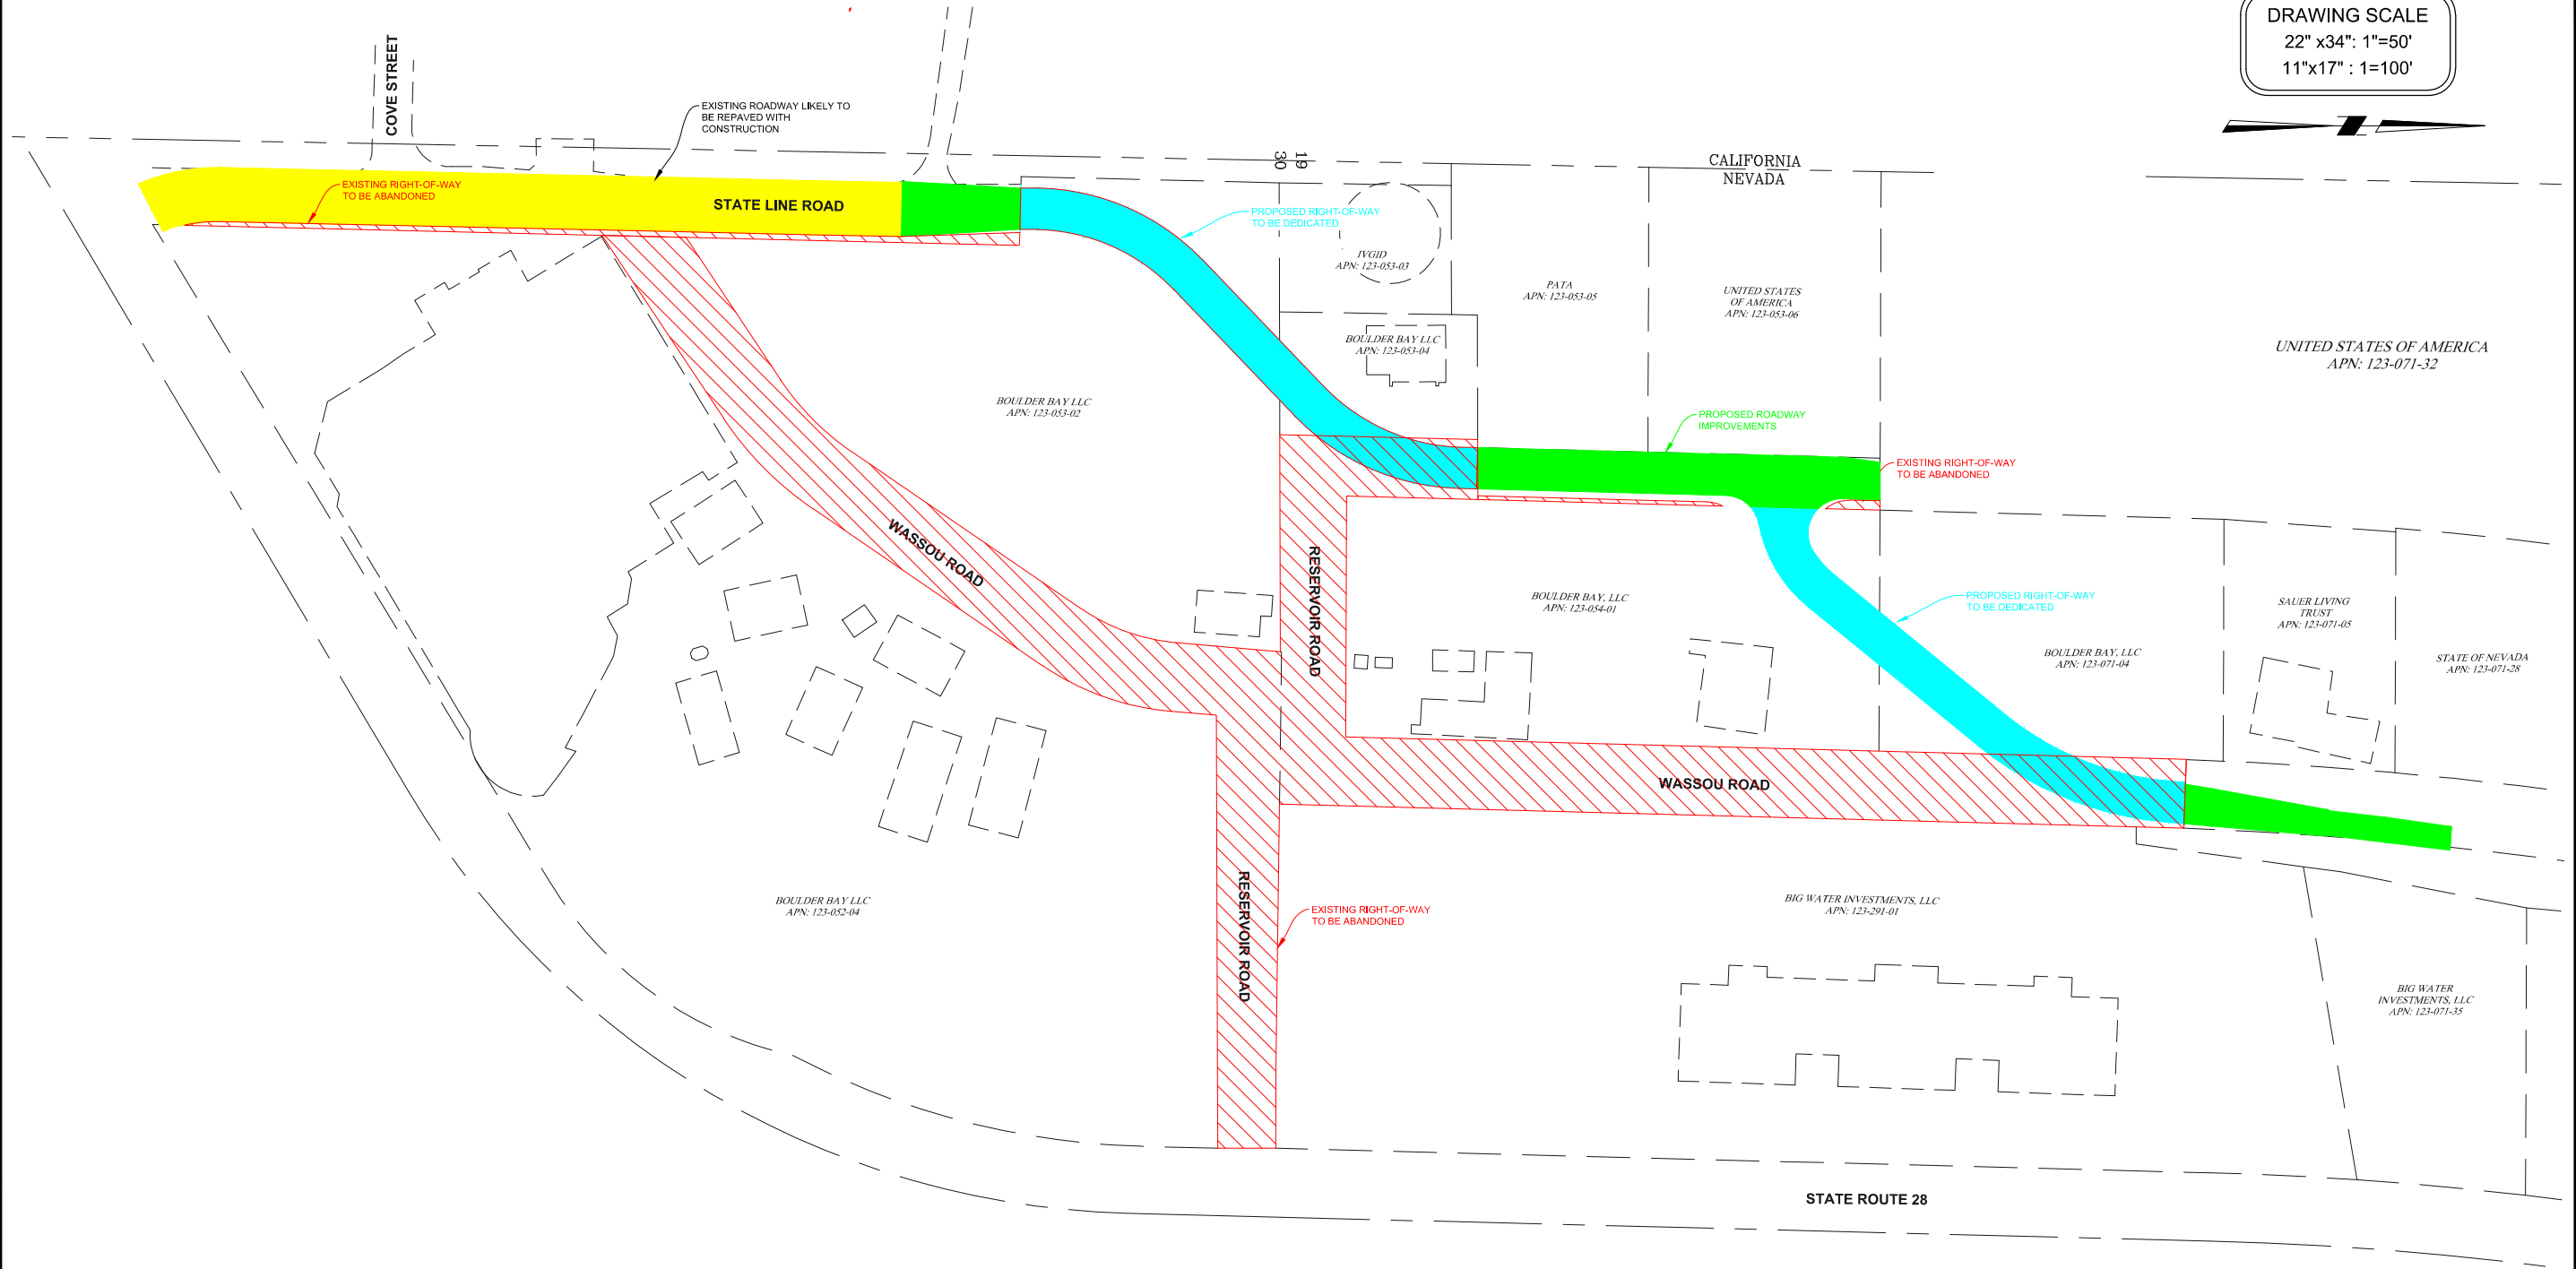 DRAWING SCALE
22" x34": 1"=50'
11"x17" : 1=100'
COVE STREET
EXISTING ROADWAY LIKELY TO
BE REPAVED WITH
CONSTRUCTION
30
19
CALIFORNIA
NEVADA
EXISTING RIGHT-OF-WAY
TO BE ABANDONED
STATE LINE ROAD
PROPOSED RIGHT-OF-WAY
TO BE DEDICATED
IVGID
APN: 123-053-03
PATA
APN: 123-053-05
UNITED STATES
OF AMERICA
APN: 123-053-06
UNITED STATES OF AMERICA
APN: 123-071-32
BOULDER BAY LLC
APN: 123-053-04
BOULDER BAY LLC
APN: 123-053-02
PROPOSED ROADWAY
IMPROVEMENTS
EXISTING RIGHT-OF-WAY
TO BE ABANDONED
WASSOU ROAD
RESERVOIR ROAD
BOULDER BAY, LLC
APN: 123-054-01
PROPOSED RIGHT-OF-WAY
TO BE DEDICATED
SAUER LIVING
TRUST
APN: 123-071-05
BOULDER BAY, LLC
APN: 123-071-04
STATE OF NEVADA
APN: 123-071-28
WASSOU ROAD
BOULDER BAY LLC
APN: 123-052-04
RESERVOIR ROAD
EXISTING RIGHT-OF-WAY
TO BE ABANDONED
BIG WATER INVESTMENTS, LLC
APN: 123-291-01
BIG WATER
INVESTMENTS, LLC
APN: 123-071-35
STATE ROUTE 28